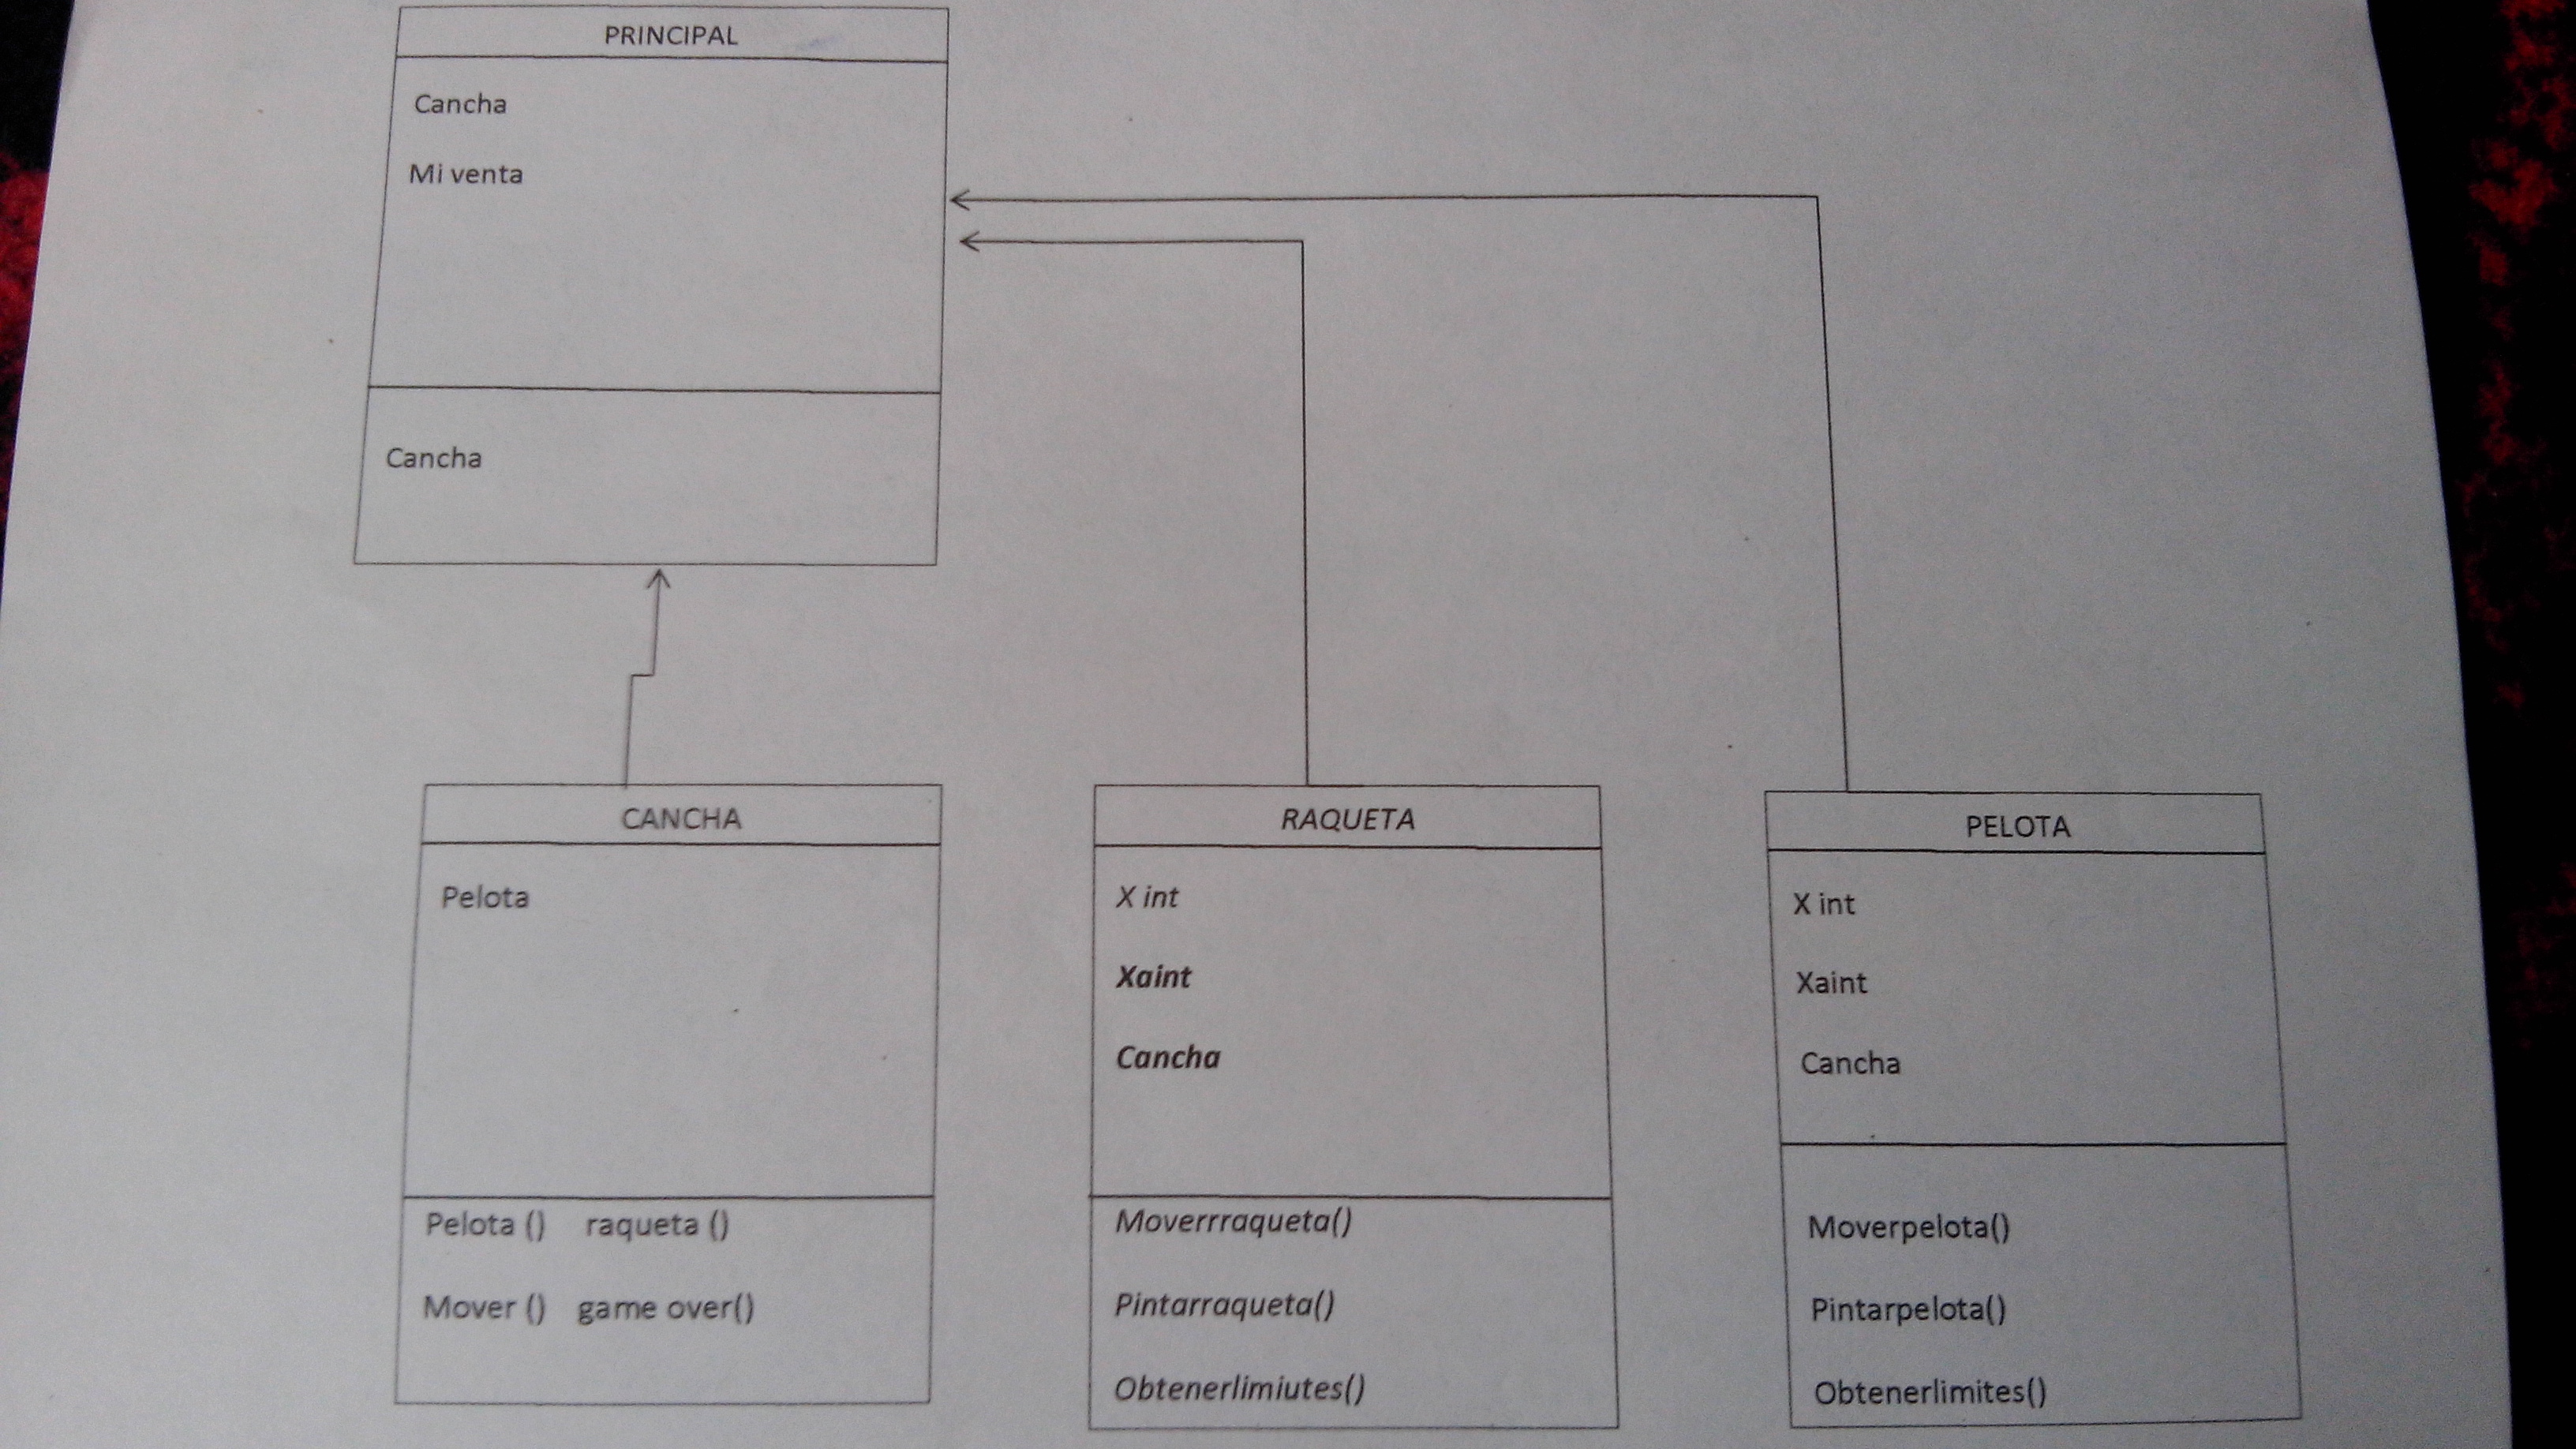 PRINCIPAL
Cancha
Mi venta
Cancha
CANCHA
Pelota
Pelota () raqueta ()
Mover () game over()
RAQUETA
X int
Xaint
Cancha
Moverrraqueta()
Pintarraqueta()
Obtenerlimiutes()
PELOTA
X int
Xaint
Cancha
Moverpelota()
Pintarpelota()
Obtenerlimites()